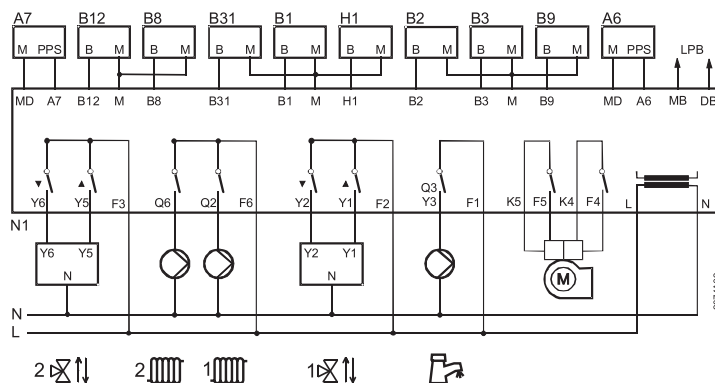 A7 B12 B8 B31 B1 H1 B2 B3 B9 A6
M PPS B M B M B M B M B M B M B M B M M PPS LPB
MD A7 B12 M B8 B31 B1 M H1 B2 B3 M B9 MD A6 MB DB
Q3
Y6 Y5 F3 Q6 Q2 F6 Y2 Y1 F2 Y3 F1 K5 F5 K4 F4 L N
N1
Y6 Y5 Y2 Y1
N N M
N
L
2 2 1 1